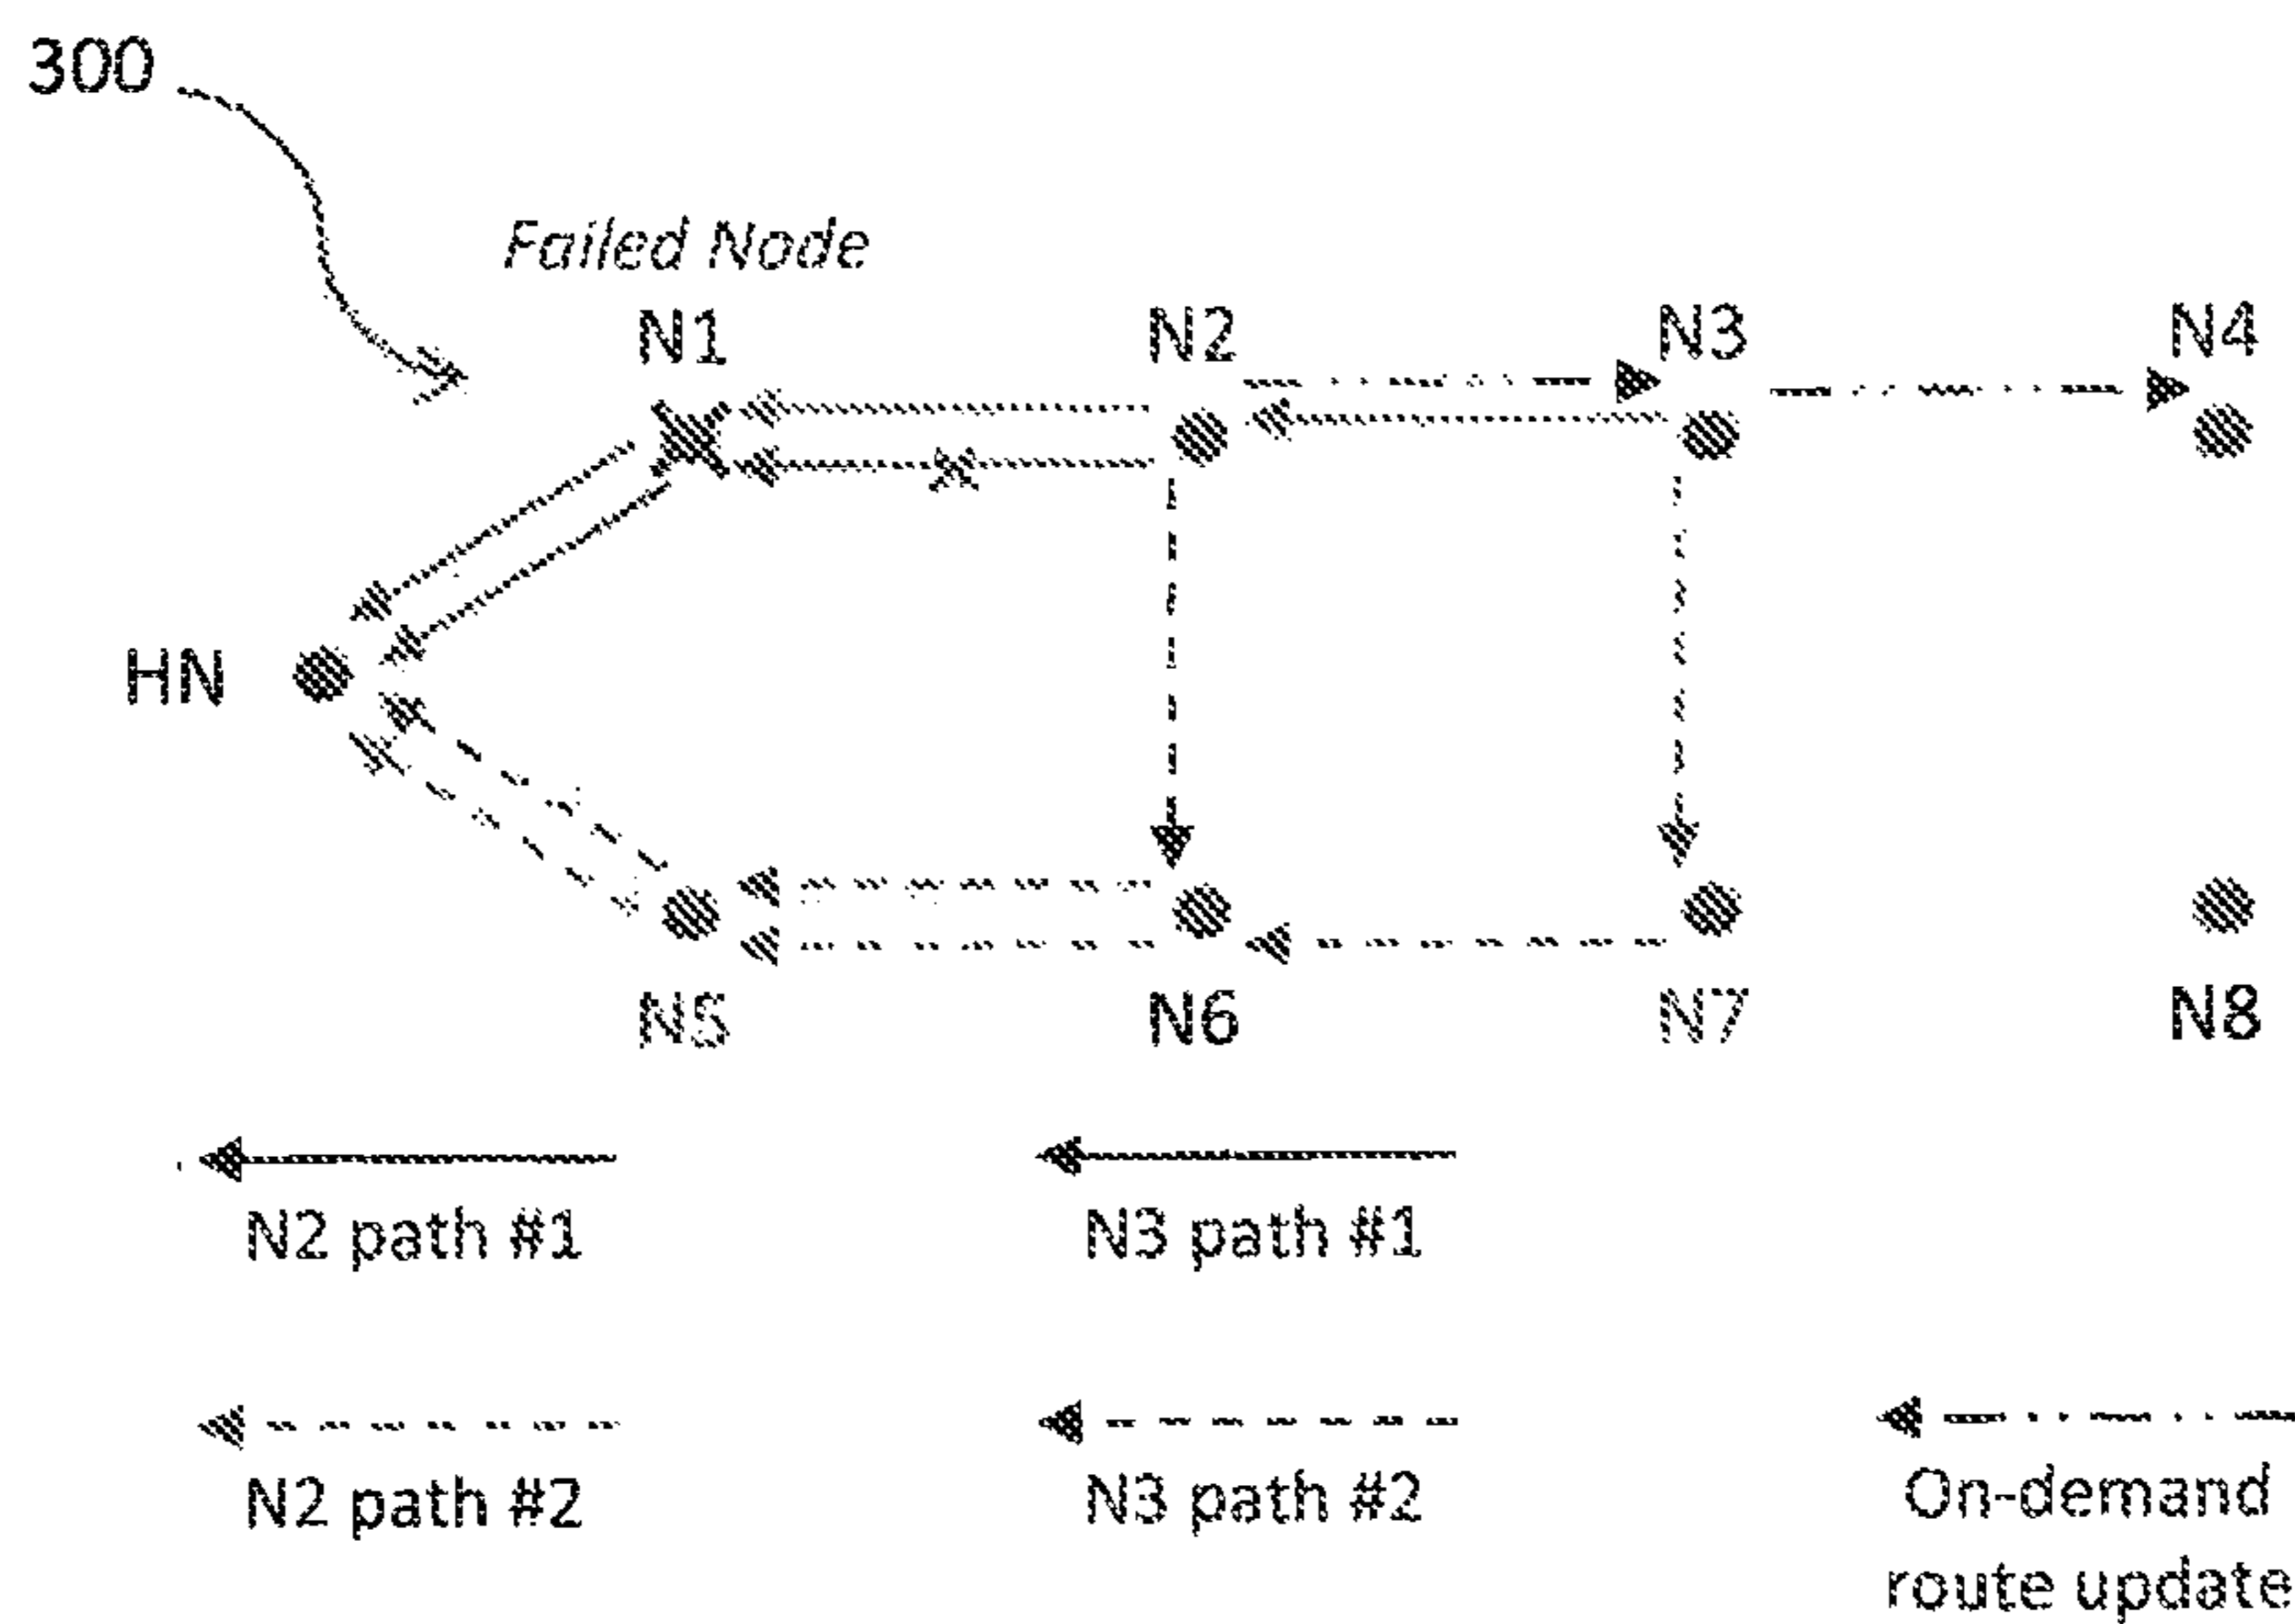 300
Failed Node
N1
N2
N3
N4
HN
N5
N6
N7
N8
N2 path #1
N3 path #1
N2 path #2
N3 path #2
On-demand
route update